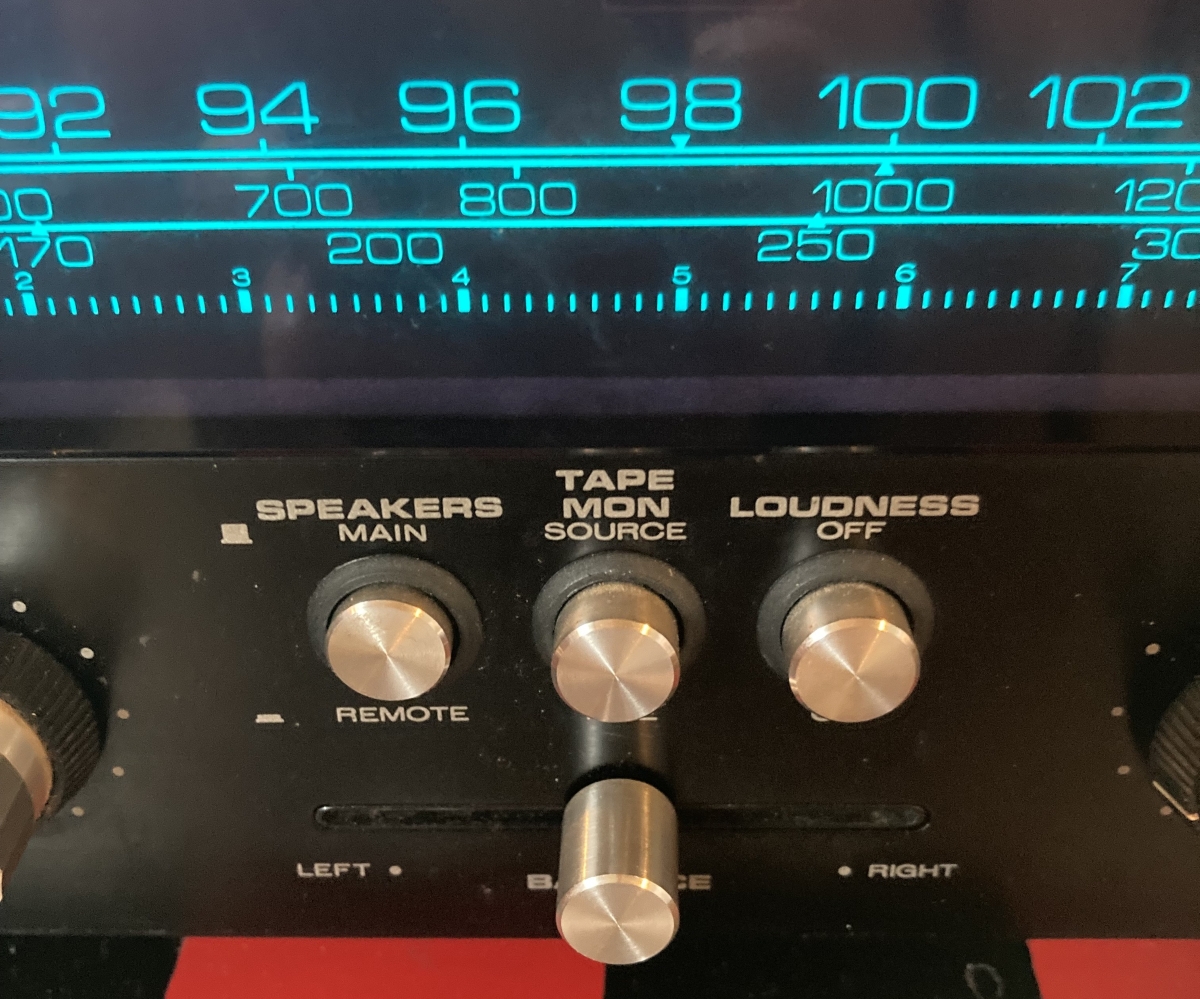 92 94 96 98 100 102
700 800 1000
170 200 250
2 3 4 5 6 7
TAPE
SPEAKERS MON LOUDNESS
MAIN SOURCE OFF
REMOTE
LEFT • • RIGHT